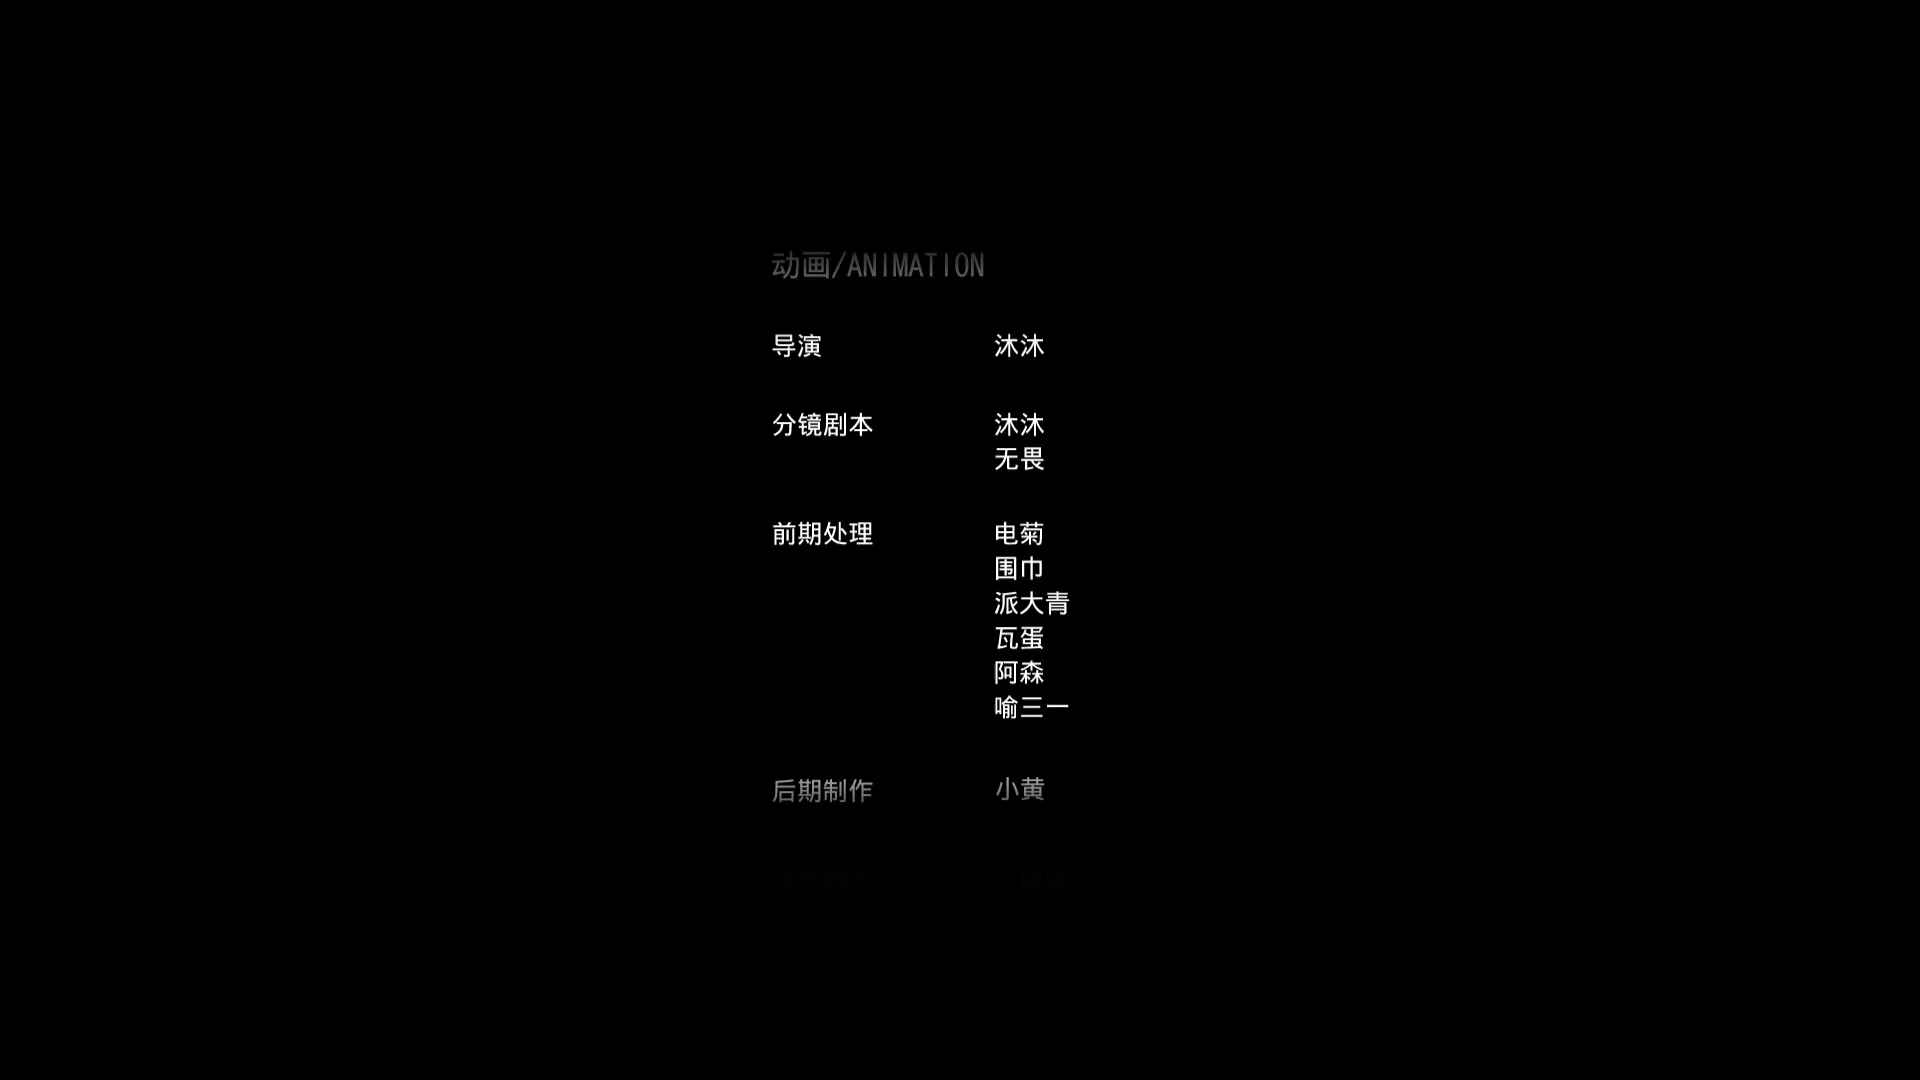 动画/ANIMATION
导演 沐沐
分镜剧本 沐沐
无畏
前期处理 电菊
围巾
派大青
瓦蛋
阿森
喻三一
后期制作 小黄